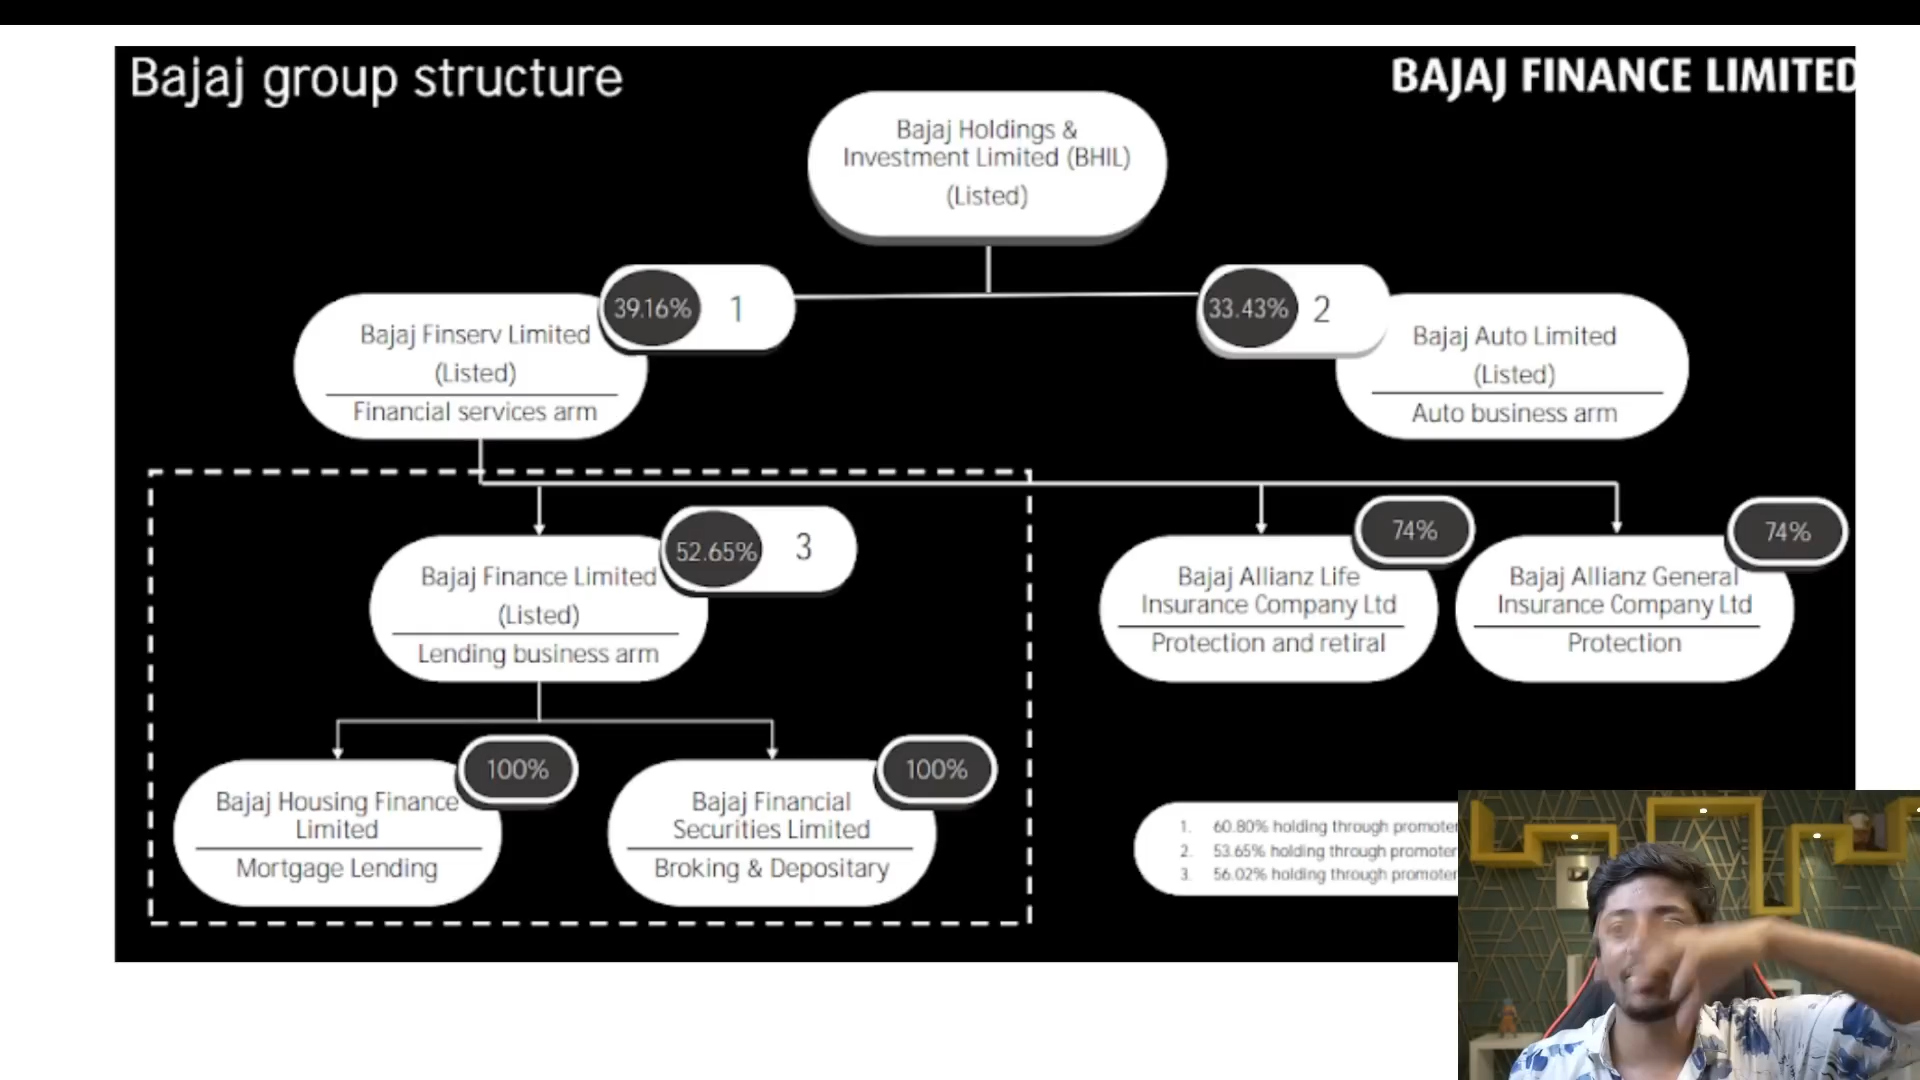 Bajaj group structure
BAJAJ FINANCE LIMITED
Bajaj Holdings &
Investment Limited (BHIL)
(Listed)
39.16% 1
33.43% 2
Bajaj Finserv Limited
(Listed)
Financial services arm
Bajaj Auto Limited
(Listed)
Auto business arm
52.65% 3
Bajaj Finance Limited
(Listed)
Lending business arm
74%
Bajaj Allianz Life
Insurance Company Ltd
Protection and retiral
74%
Bajaj Allianz General
Insurance Company Ltd
Protection
100%
Bajaj Housing Finance
Limited
Mortgage Lending
100%
Bajaj Financial
Securities Limited
Broking & Depositary
1. 60.80% holding through promoter
2. 53.65% holding through promoter
3. 56.02% holding through promoter